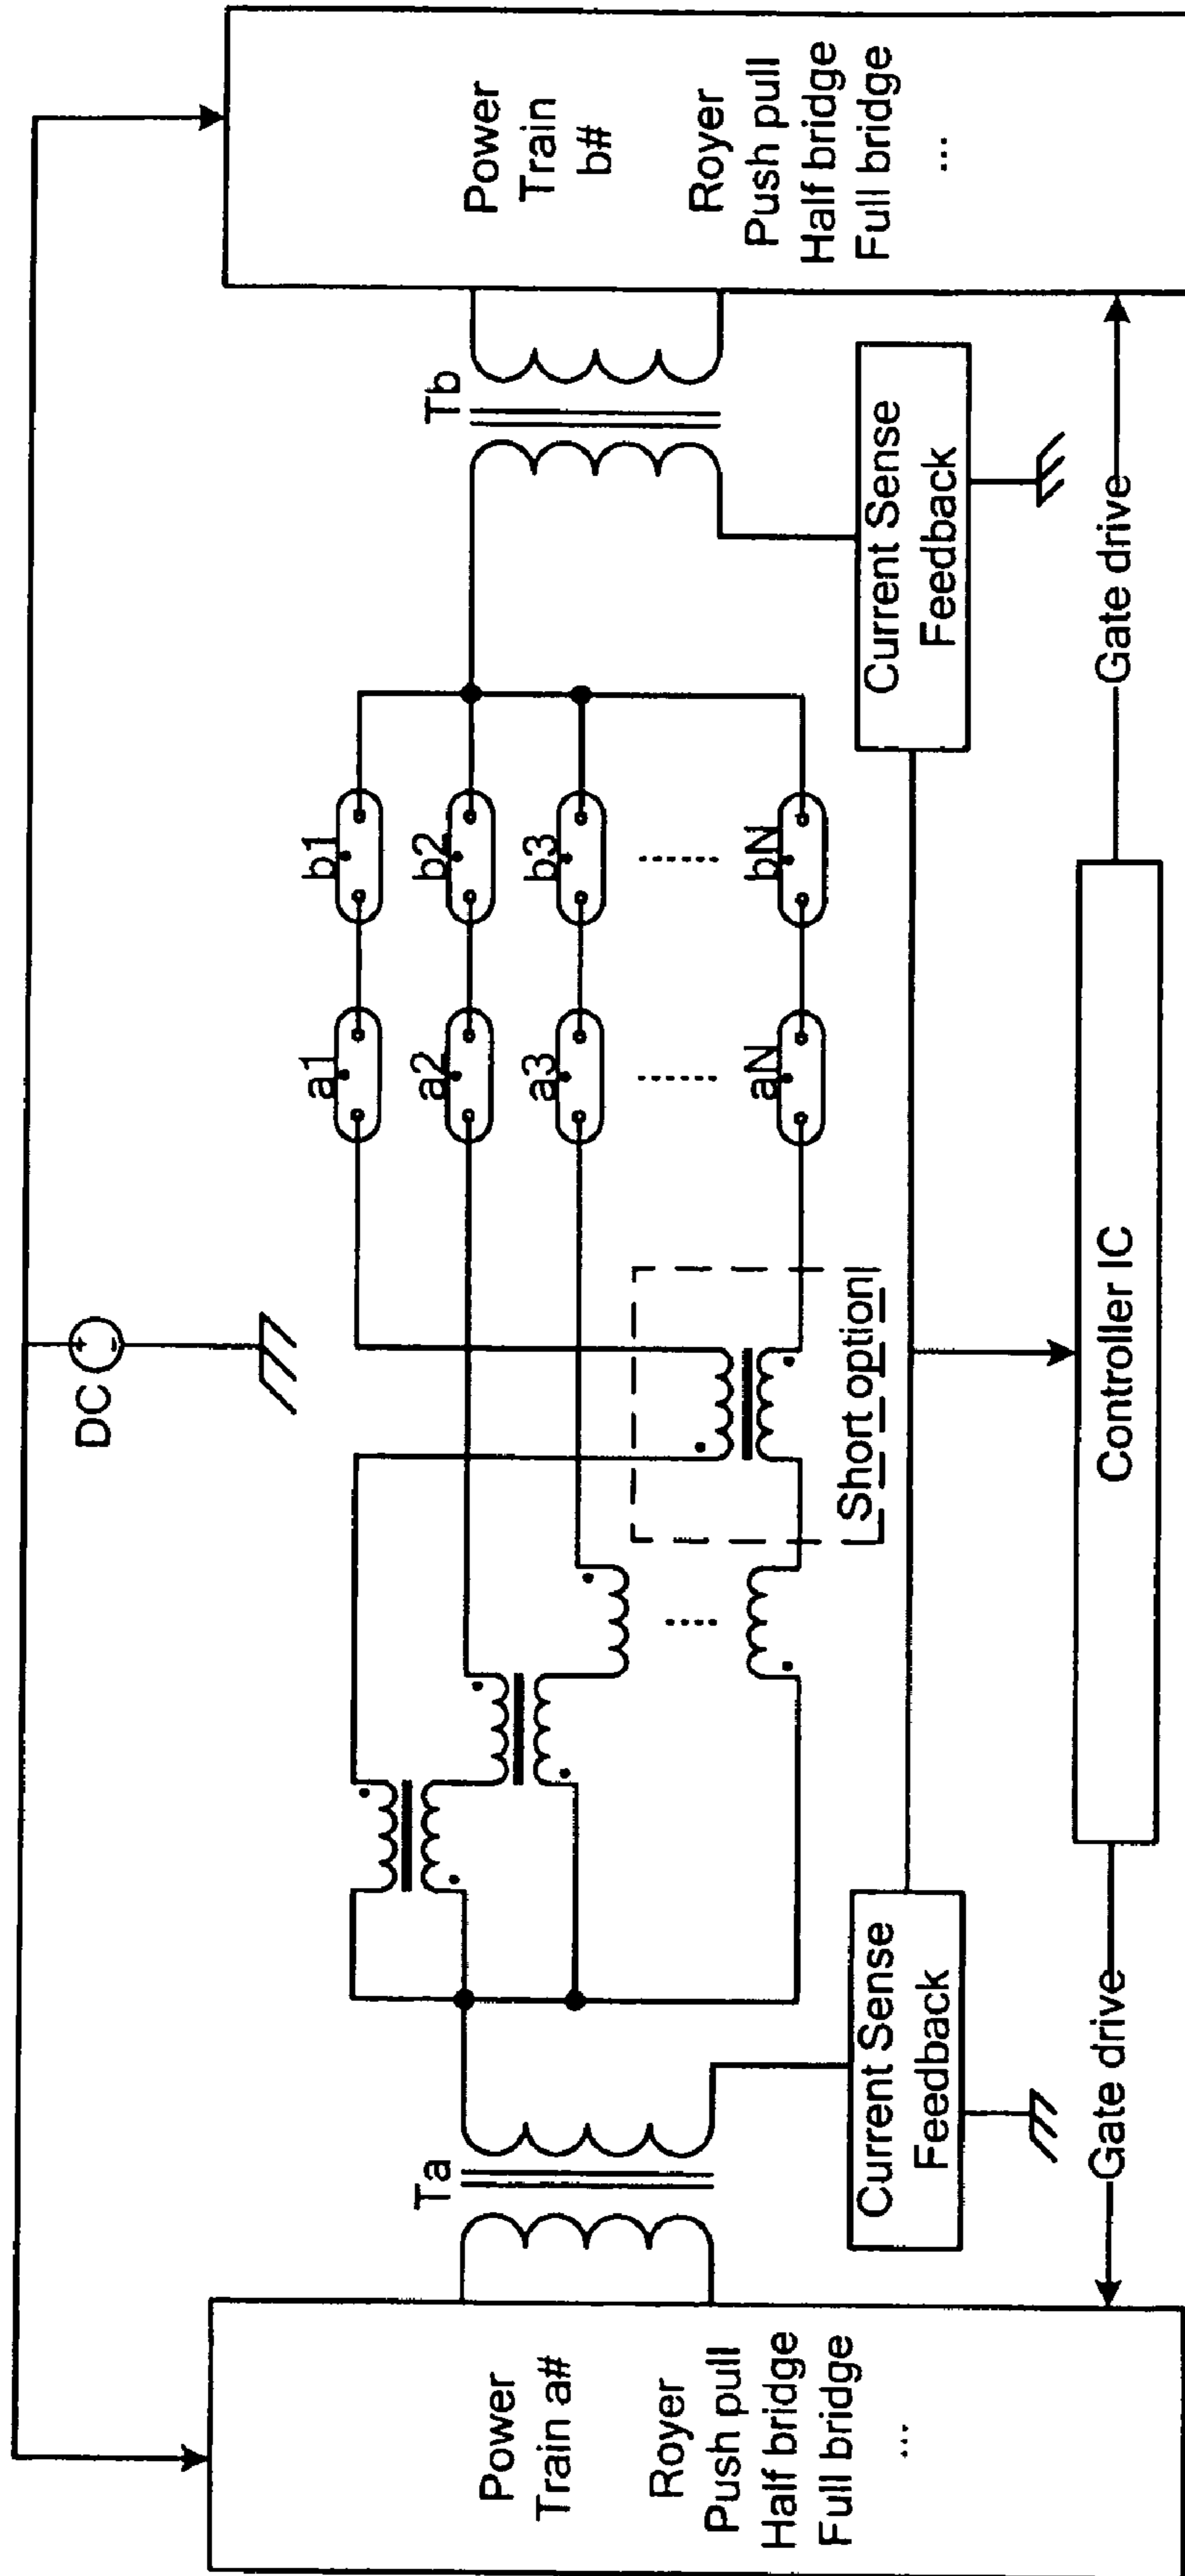 DC
Power
Train a#
Royer
Push pull
Half bridge
Full bridge
...
Ta
a1
b1
a2
b2
a3
b3
aN
bN
Short option
Tb
Power
Train
b#
Royer
Push pull
Half bridge
Full bridge
...
Current Sense
Feedback
Current Sense
Feedback
Gate drive
Controller IC
Gate drive